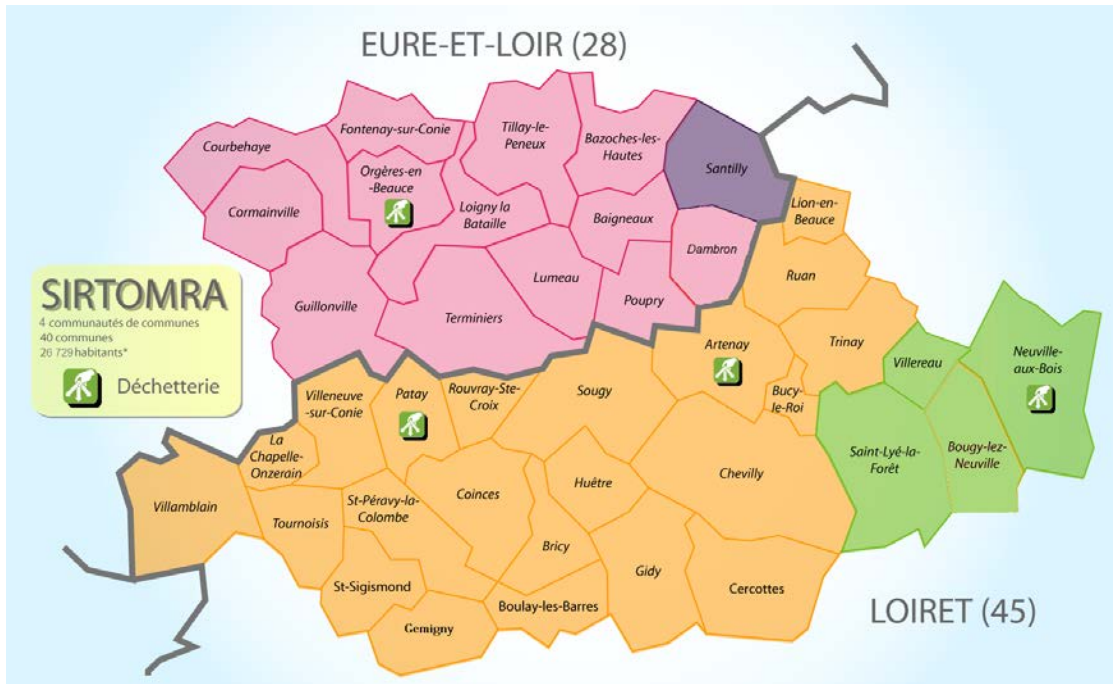 EURE-ET-LOIR (28)
Courbehaye
Fontenay-sur-Conie
Tillay-le-
Peneux
Bazoches-les-
Hautes
Santilly
Orgères-en
-Beauce
Cormainville
Loigny la
Bataille
Baigneaux
Lion-en-
Beauce
Dambron
Ruan
Guillonville
Lumeau
Poupry
Terminiers
SIRTOMRA
4 communautés de communes
40 communes
26 729 habitants*
Déchetterie
Artenay
Trinay
Villereau
Neuville-
aux-Bois
Villeneuve
-sur-Conie
Patay
Rouvray-Ste-
Croix
Sougy
Bucy-
le-Roi
La
Chapelle-
Onzerain
Saint-Lyé-la-
Forêt
Bougy-lez-
Neuville
Chevilly
Huêtre
Coinces
St-Péravy-la-
Colombe
Villamblain
Tournoisis
Bricy
Gidy
St-Sigismond
Cercottes
Boulay-les-Barres
Gemigny
LOIRET (45)